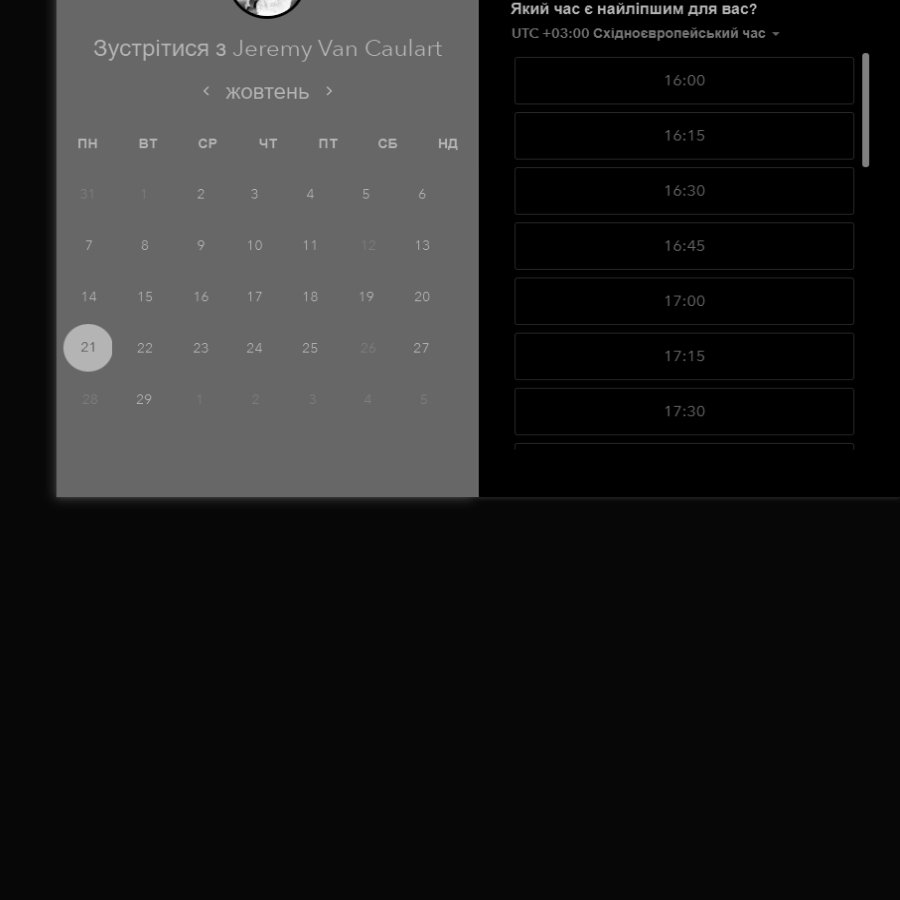 Зустрітися з Jeremy Van Caulart
жовтень
ПН ВТ СР ЧТ ПТ СБ НД
31 1 2 3 4 5 6
7 8 9 10 11 12 13
14 15 16 17 18 19 20
21 22 23 24 25 26 27
28 29 1 2 3 4 5
Який час є найліпшим для вас?
UTC +03:00 Східноєвропейський час
16:00
16:15
16:30
16:45
17:00
17:15
17:30